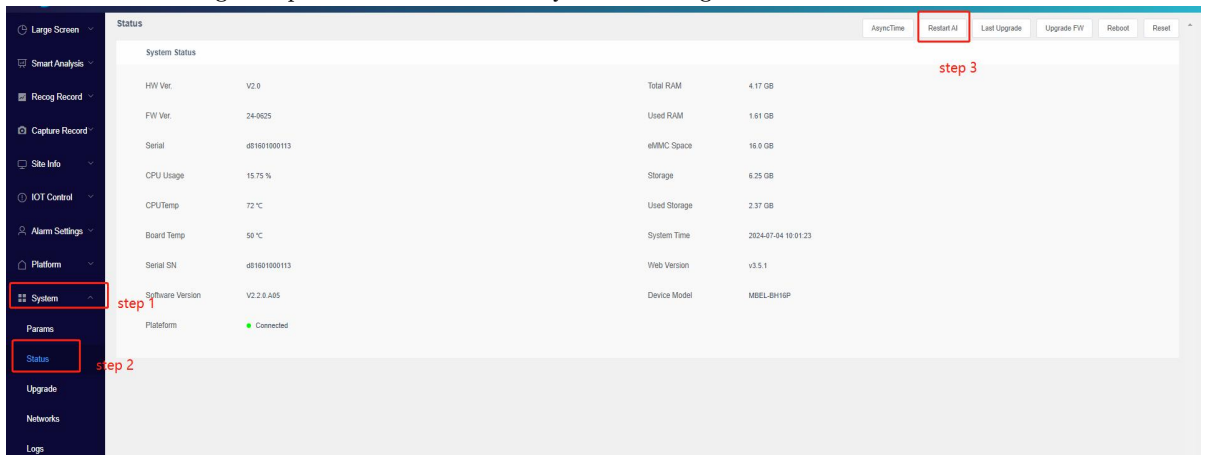 Large Screen
Smart Analysis
Recog Record
Capture Record
Site Info
IOT Control
Alarm Settings
Platform
System
step 1
Params
Status
step 2
Upgrade
Networks
Logs
Status
AsyncTime Restart AI Last Upgrade Upgrade FW Reboot Reset
step 3
System Status
HW Ver. V2.0 Total RAM 4.17 GB
FW Ver. 24-0625 Used RAM 1.61 GB
Serial d81601000113 eMMC Space 16.0 GB
CPU Usage 15.75 % Storage 6.25 GB
CPUTemp 72 ℃ Used Storage 2.37 GB
Board Temp 50 ℃ System Time 2024-07-04 10:01:23
Serial SN d81601000113 Web Version v3.5.1
Software Version V2.2.0.A05 Device Model MBEL-BH16P
Plateform Connected